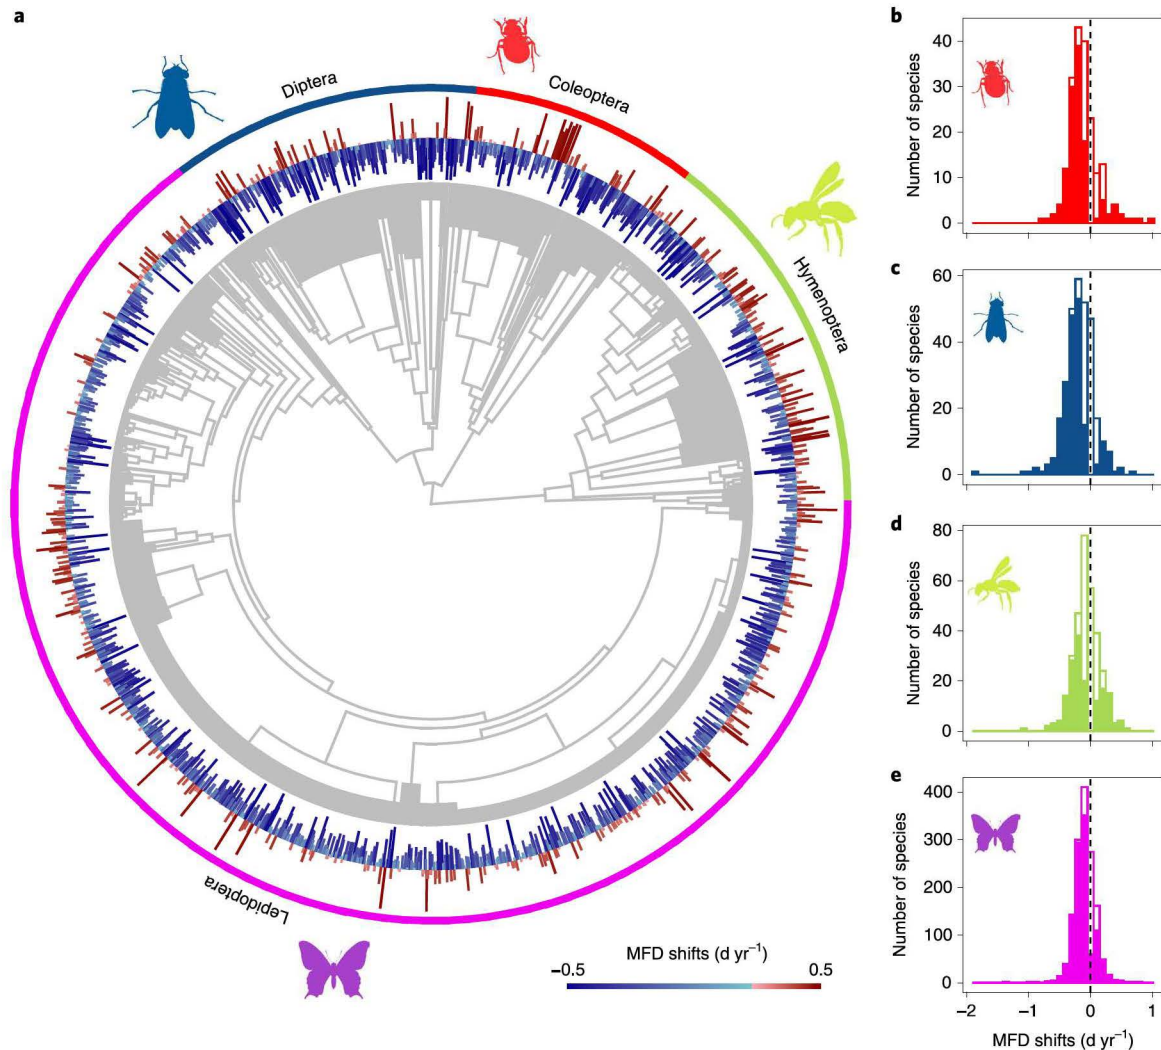 a
Diptera
Coleoptera
Hymenoptera
Lepidoptera
MFD shifts (d yr⁻¹)
−0.5
0.5
b
Number of species
40
30
20
10
0
c
Number of species
60
40
20
0
d
Number of species
80
60
40
20
0
e
Number of species
400
300
200
100
0
−2
−1
0
1
MFD shifts (d yr⁻¹)